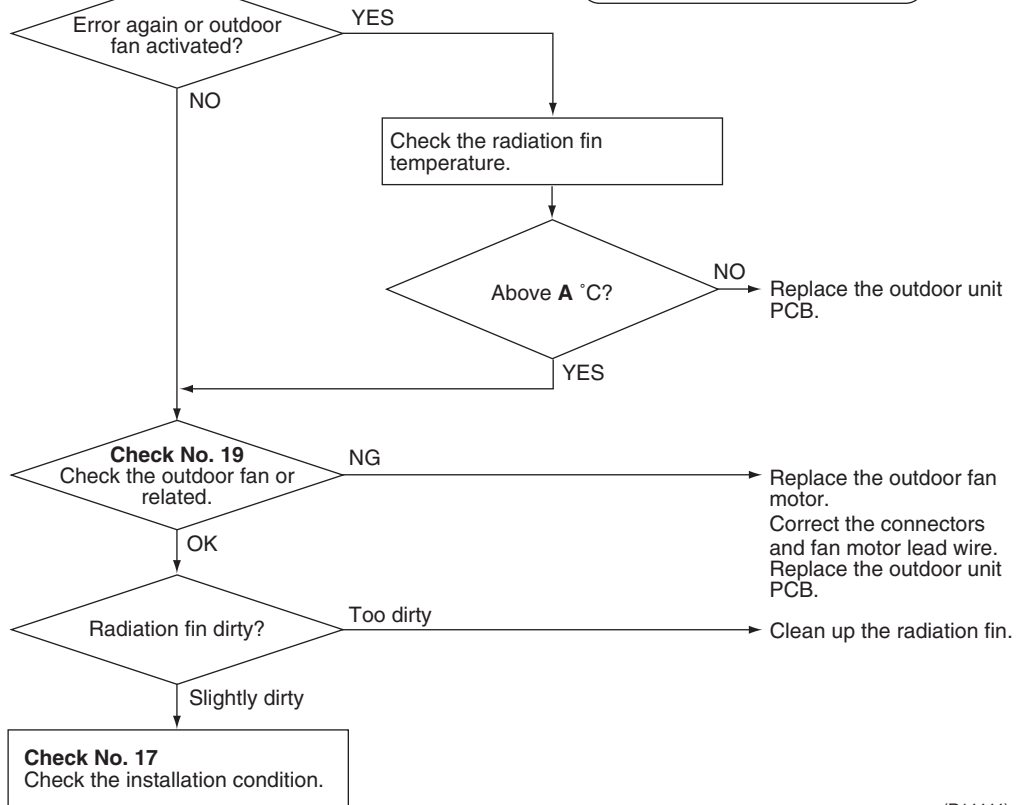 Error again or outdoor
fan activated?
YES
NO
Check the radiation fin
temperature.
Above A °C?
NO
Replace the outdoor unit
PCB.
YES
Check No. 19
Check the outdoor fan or
related.
NG
Replace the outdoor fan
motor.
Correct the connectors
and fan motor lead wire.
Replace the outdoor unit
PCB.
OK
Radiation fin dirty?
Too dirty
Clean up the radiation fin.
Slightly dirty
Check No. 17
Check the installation condition.